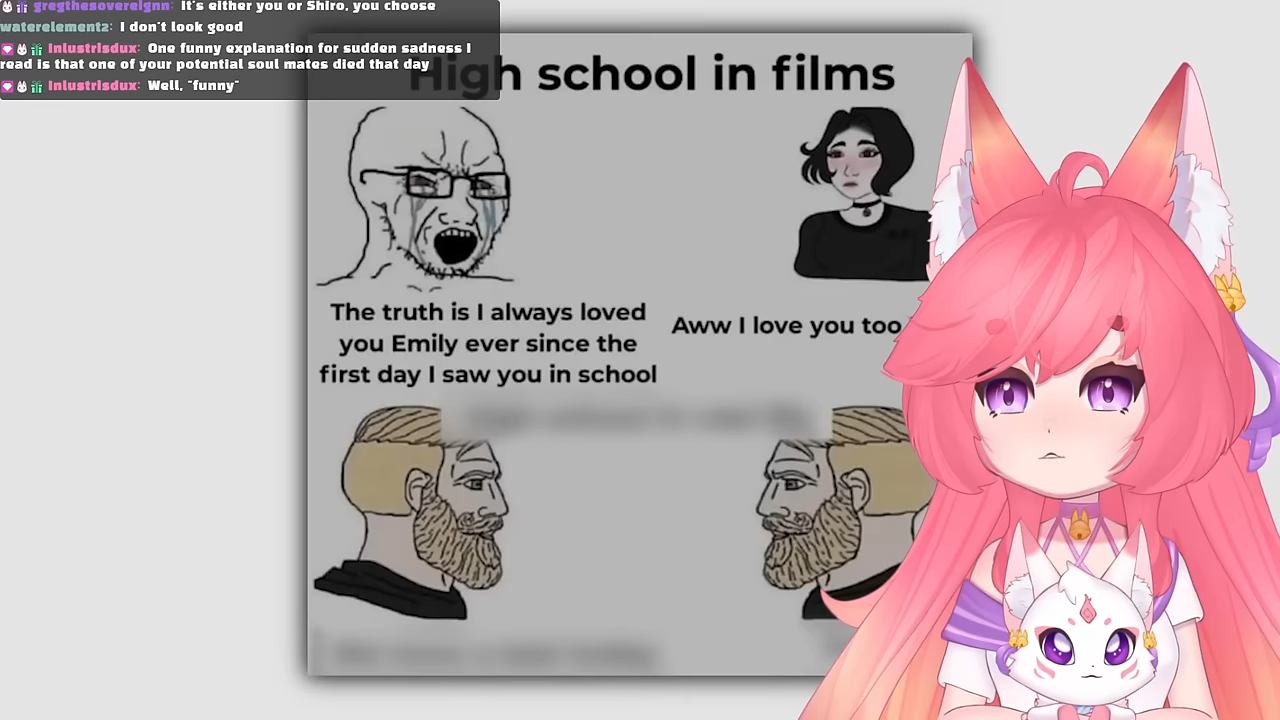 gregthesovereignn: It's either you or Shiro, you choose
waterelement2: I don't look good
Inlustrisdux: One funny explanation for sudden sadness I
read is that one of your potential soul mates died that day
Inlustrisdux: Well, "funny"
High school in films
The truth is I always loved
you Emily ever since the
first day I saw you in school
Aww I love you too